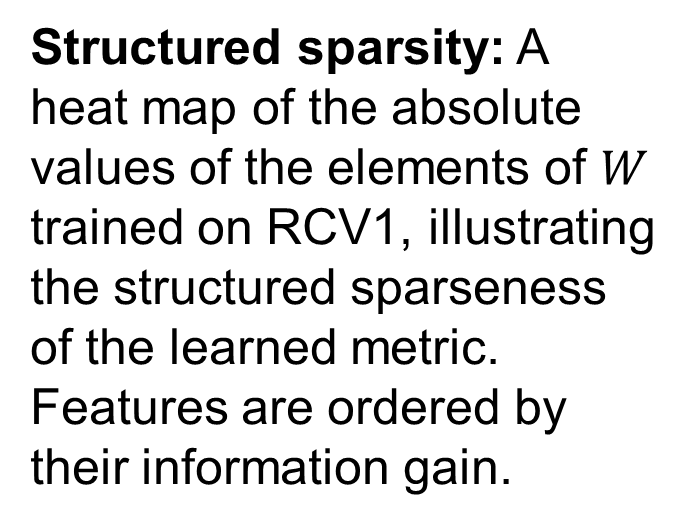 Structured sparsity: A
heat map of the absolute
values of the elements of W
trained on RCV1, illustrating
the structured sparseness
of the learned metric.
Features are ordered by
their information gain.